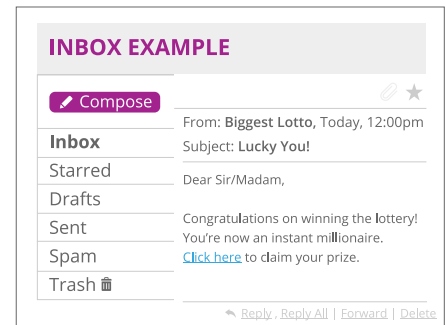 INBOX EXAMPLE
Compose
From: Biggest Lotto, Today, 12:00pm
Inbox
Subject: Lucky You!
Starred
Dear Sir/Madam,
Drafts
Sent
Congratulations on winning the lottery!
You're now an instant millionaire.
Spam
Click here to claim your prize.
Trash
Reply , Reply All | Forward | Delete